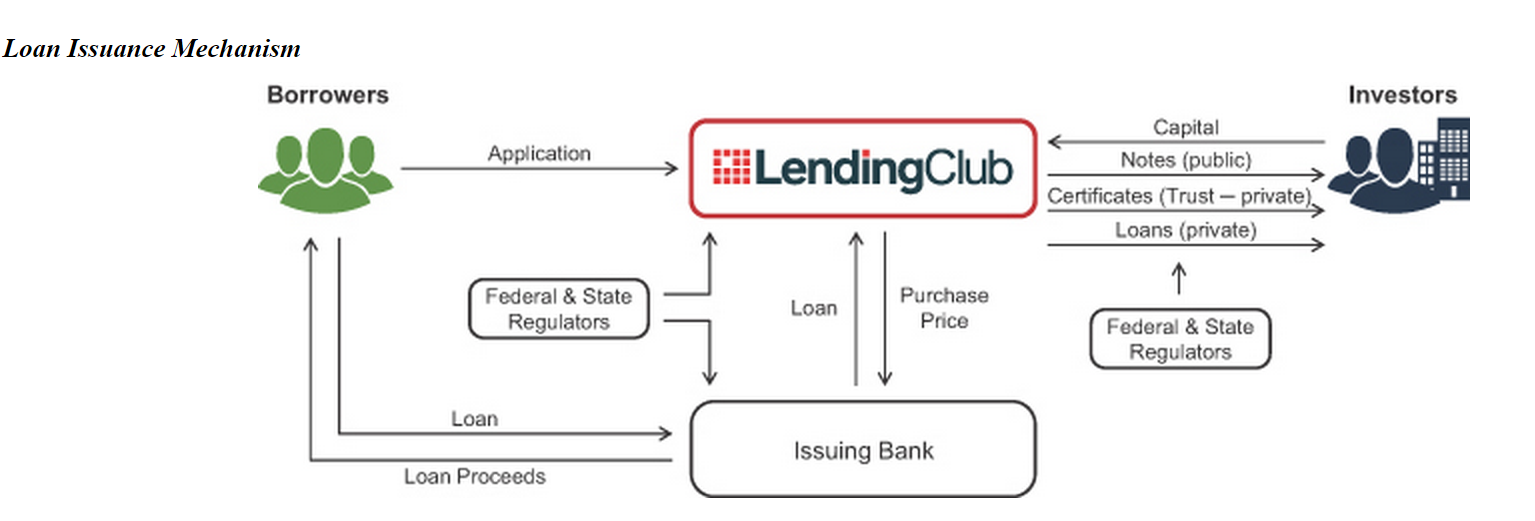 Loan Issuance Mechanism
Borrowers
Investors
Application
LendingClub
Capital
Notes (public)
Certificates (Trust — private)
Loans (private)
Federal & State
Regulators
Loan
Purchase
Price
Federal & State
Regulators
Loan
Loan Proceeds
Issuing Bank